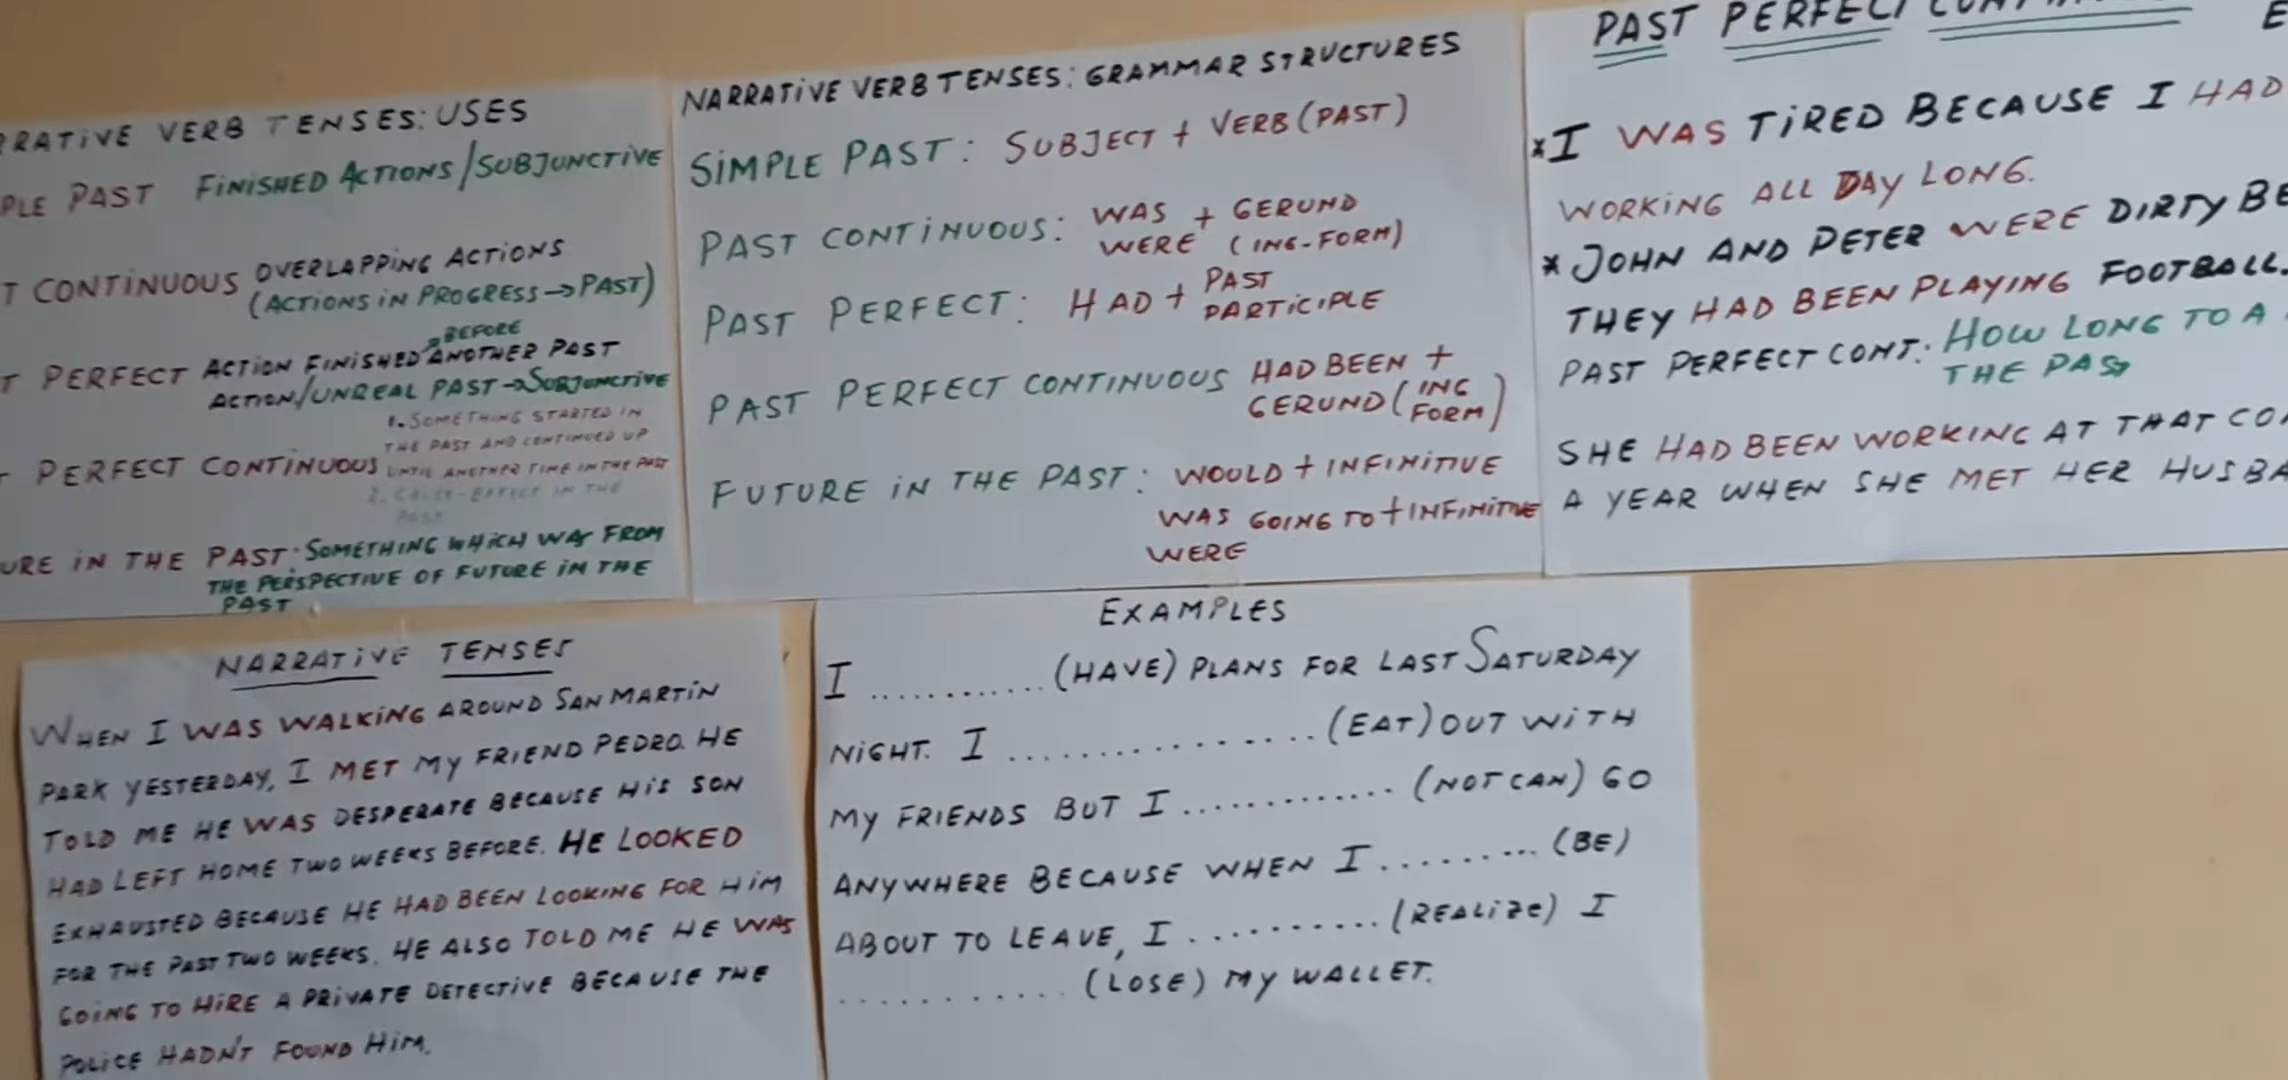 RRATIVE VERB TENSES: USES
PLE PAST FINISHED ACTIONS/SUBJUNCTIVE
T CONTINUOUS OVERLAPPING ACTIONS
(ACTIONS IN PROGRESS→PAST)
BEFORE
T PERFECT ACTION FINISHED ANOTHER PAST
ACTION/UNREAL PAST→SUBJUNCTIVE
1. SOMETHING STARTED IN
THE PAST AND CONTINUED UP
T PERFECT CONTINUOUS UNTIL ANOTHER TIME IN THE PAST
2. CAUSE-EFFECT IN THE
PAST
URE IN THE PAST: SOMETHING WHICH WAS FROM
THE PERSPECTIVE OF FUTURE IN THE
PAST
NARRATIVE VERB TENSES: GRAMMAR STRUCTURES
SIMPLE PAST: SUBJECT + VERB (PAST)
PAST CONTINUOUS: WAS + GERUND
WERE (ING-FORM)
PAST PERFECT: HAD + PAST
PARTICIPLE
PAST PERFECT CONTINUOUS HAD BEEN +
GERUND (ING
FORM)
FUTURE IN THE PAST: WOULD + INFINITIVE
WAS GOING TO + INFINITIVE
WERE
PAST PERFECT
E
*I WAS TIRED BECAUSE I HAD
WORKING ALL DAY LONG.
* JOHN AND PETER WERE DIRTY BE
THEY HAD BEEN PLAYING FOOTBALL.
PAST PERFECT CONT: HOW LONG TO A
THE PAST
SHE HAD BEEN WORKING AT THAT CO
A YEAR WHEN SHE MET HER HUSBA
NARRATIVE TENSES
WHEN I WAS WALKING AROUND SAN MARTIN
PARK YESTERDAY, I MET MY FRIEND PEDRO. HE
TOLD ME HE WAS DESPERATE BECAUSE HIS SON
HAD LEFT HOME TWO WEEKS BEFORE. HE LOOKED
EXHAUSTED BECAUSE HE HAD BEEN LOOKING FOR HIM
FOR THE PAST TWO WEEKS. HE ALSO TOLD ME HE WAS
GOING TO HIRE A PRIVATE DETECTIVE BECAUSE THE
POLICE HADN'T FOUND HIM.
EXAMPLES
I ............ (HAVE) PLANS FOR LAST SATURDAY
NIGHT. I .................. (EAT) OUT WITH
MY FRIENDS BUT I ............. (NOT CAN) GO
ANYWHERE BECAUSE WHEN I .......... (BE)
ABOUT TO LEAVE, I ........... (REALIZE) I
............ (LOSE) MY WALLET.